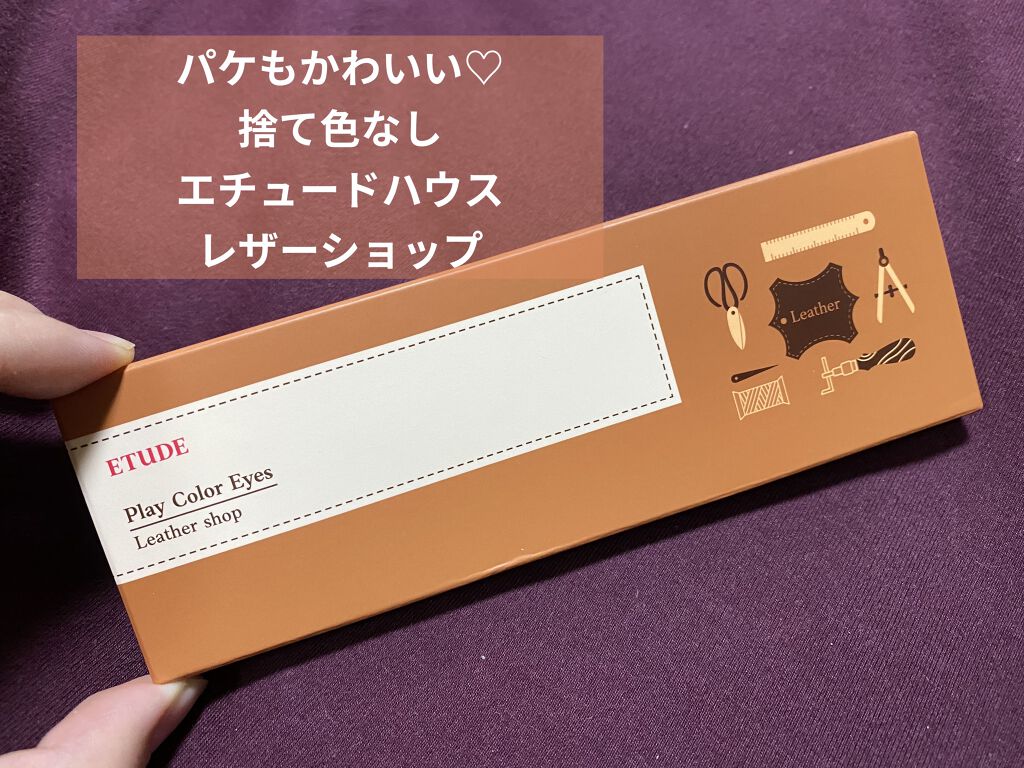 パケもかわいい♡
捨て色なし
エチュードハウス
レザーショップ
Leather
ETUDE
Play Color Eyes
Leather shop